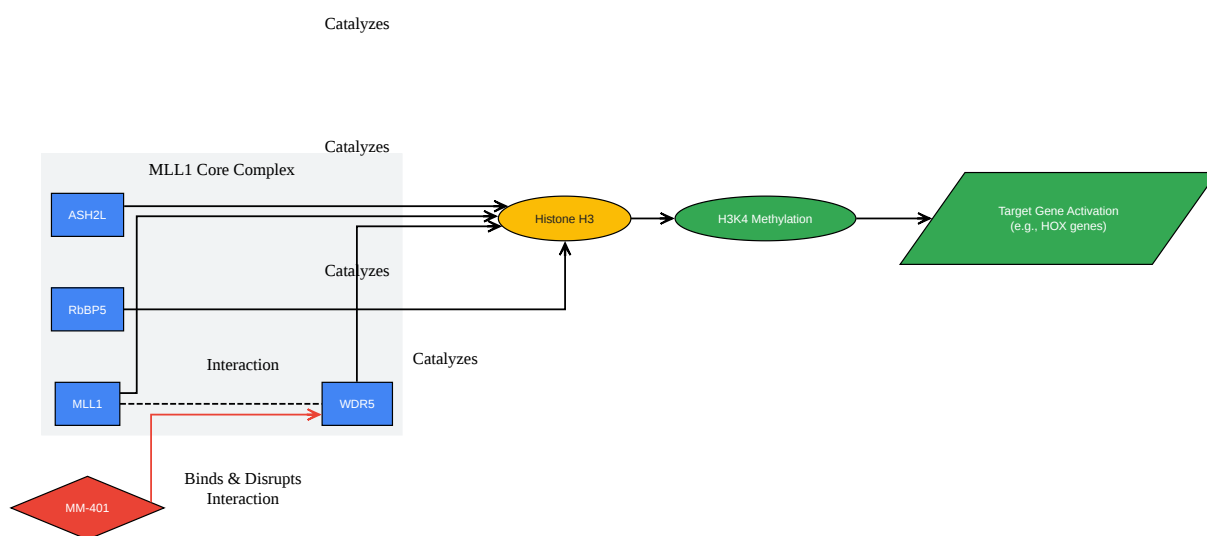 Catalyzes
Catalyzes
MLL1 Core Complex
ASH2L
Histone H3
H3K4 Methylation
Target Gene Activation
(e.g., HOX genes)
Catalyzes
RbBP5
Interaction
Catalyzes
MLL1
WDR5
Binds & Disrupts
Interaction
MM-401